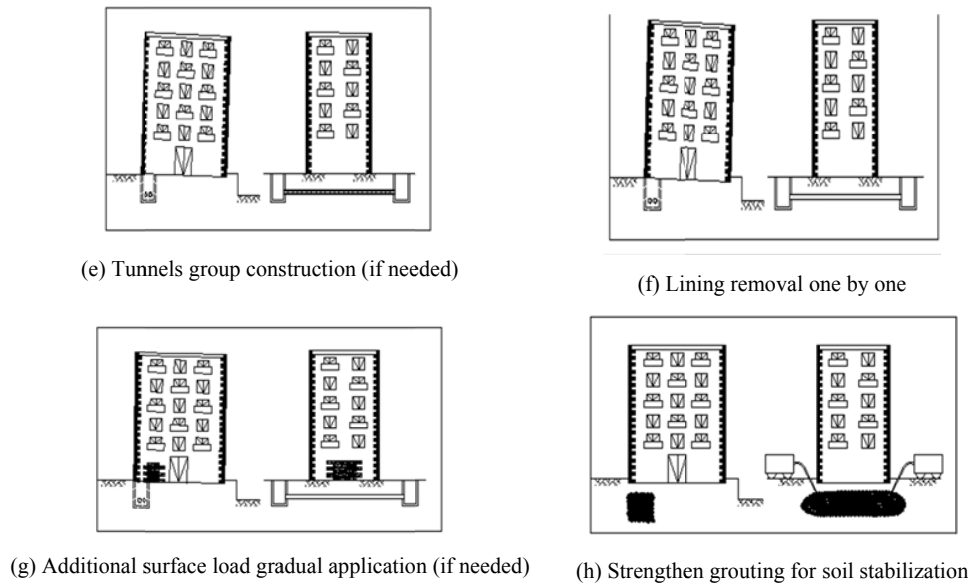 (e) Tunnels group construction (if needed)
(f) Lining removal one by one
(g) Additional surface load gradual application (if needed)
(h) Strengthen grouting for soil stabilization